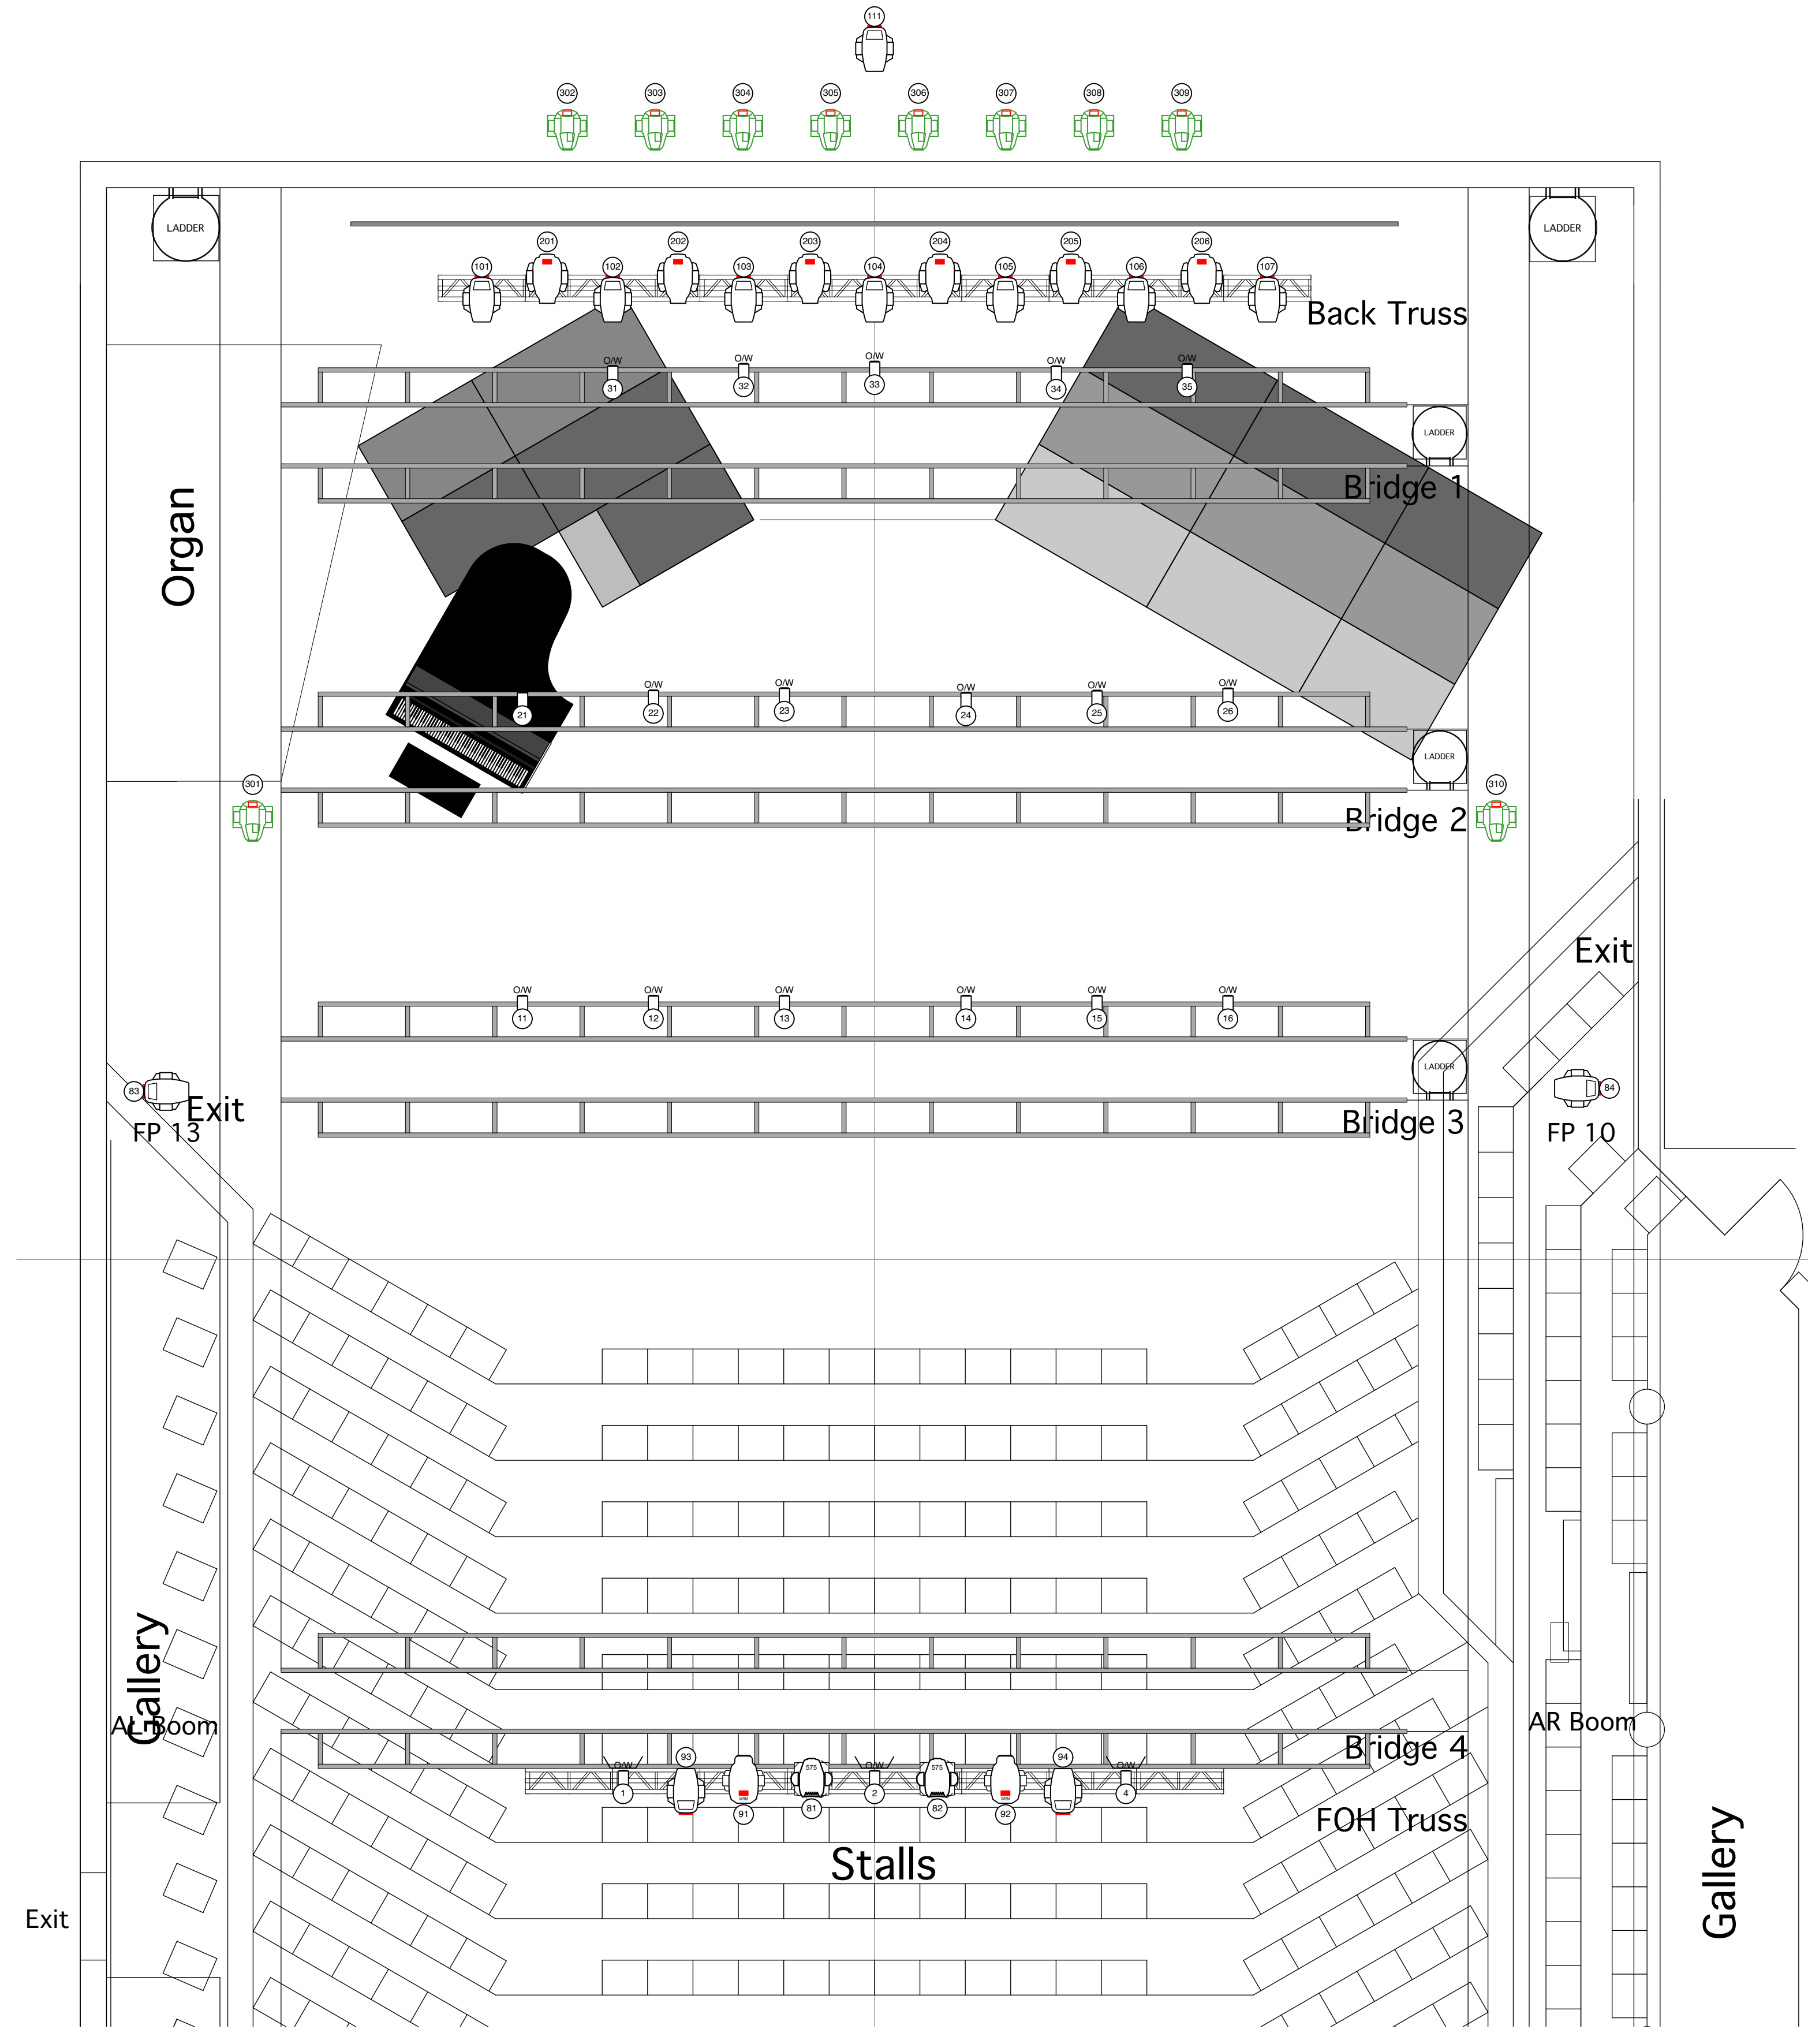 111
302 303 304 305 306 307 308 309
LADDER
LADDER
201 202 203 204 205 206
101 102 103 104 105 106 107
Back Truss
O/W O/W O/W O/W O/W
31 32 33 34 35
LADDER
Bridge 1
Organ
O/W O/W O/W O/W O/W
21 22 23 24 25 26
LADDER
301
310
Bridge 2
Exit
O/W O/W O/W O/W O/W O/W
11 12 13 14 15 16
LADDER
83
84
Exit
FP 13
Bridge 3
FP 10
Gallery
AL Boom
AR Boom
Bridge 4
93
94
O/W
575
O/W
575
O/W
1
2
4
91
81
82
92
FOH Truss
Stalls
Gallery
Exit